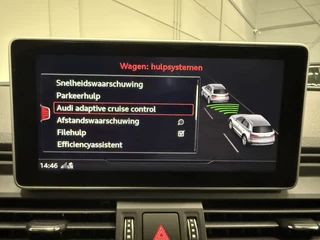 Wagen: hulpsystemen
Snelheidswaarschuwing
Parkeerhulp
Audi adaptive cruise control
Afstandswaarschuwing
Filehulp
Efficiencyassistent
14:46